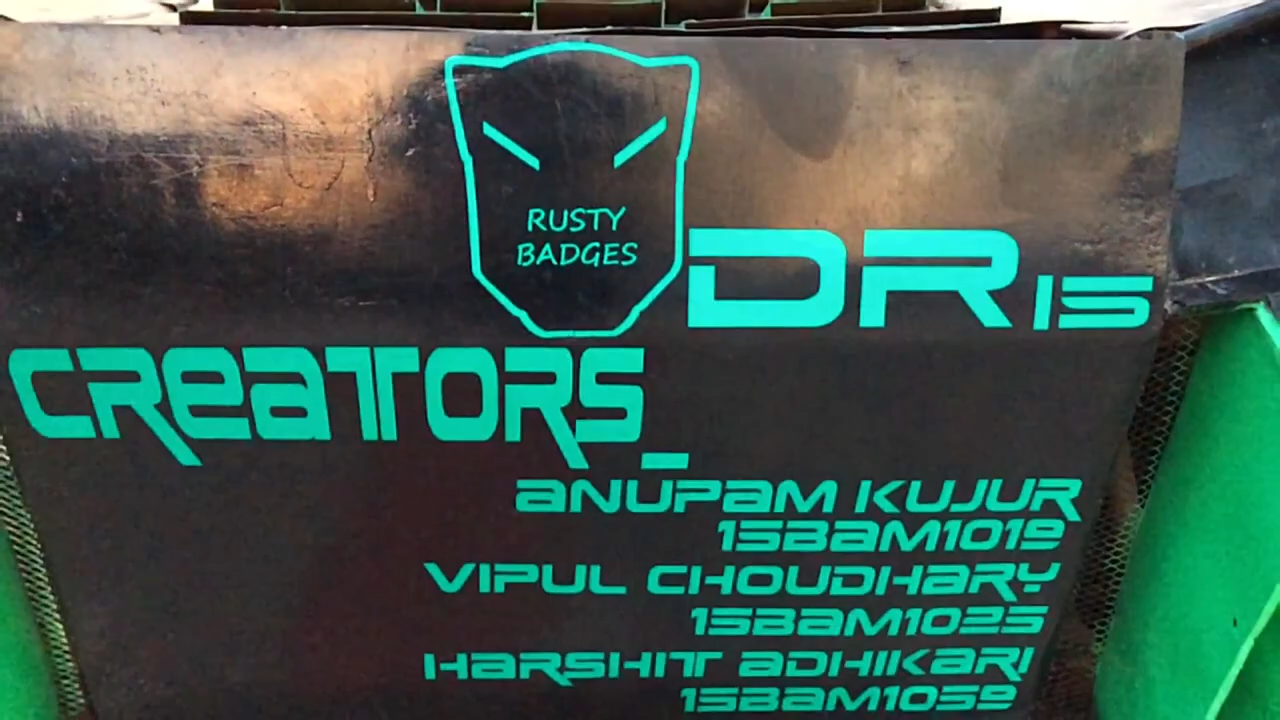 RUSTY
BADGES
DR15
CREATORS_
ANUPAM KUJUR
15BAM1019
VIPUL CHOUDHARY
15BAM1025
HARSHIT ADHIKARI
15BAM1059